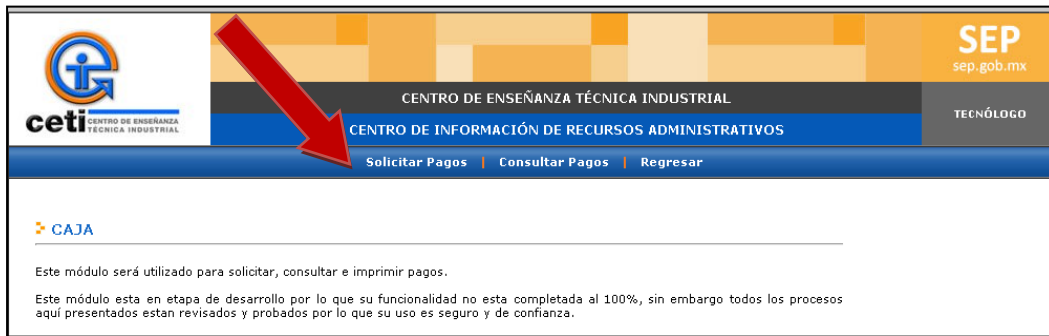 ceti CENTRO DE ENSEÑANZA
TÉCNICA INDUSTRIAL
SEP
sep.gob.mx
CENTRO DE ENSEÑANZA TÉCNICA INDUSTRIAL
TECNÓLOGO
CENTRO DE INFORMACIÓN DE RECURSOS ADMINISTRATIVOS
Solicitar Pagos | Consultar Pagos | Regresar
CAJA
Este módulo será utilizado para solicitar, consultar e imprimir pagos.
Este módulo esta en etapa de desarrollo por lo que su funcionalidad no esta completada al 100%, sin embargo todos los procesos
aquí presentados estan revisados y probados por lo que su uso es seguro y de confianza.